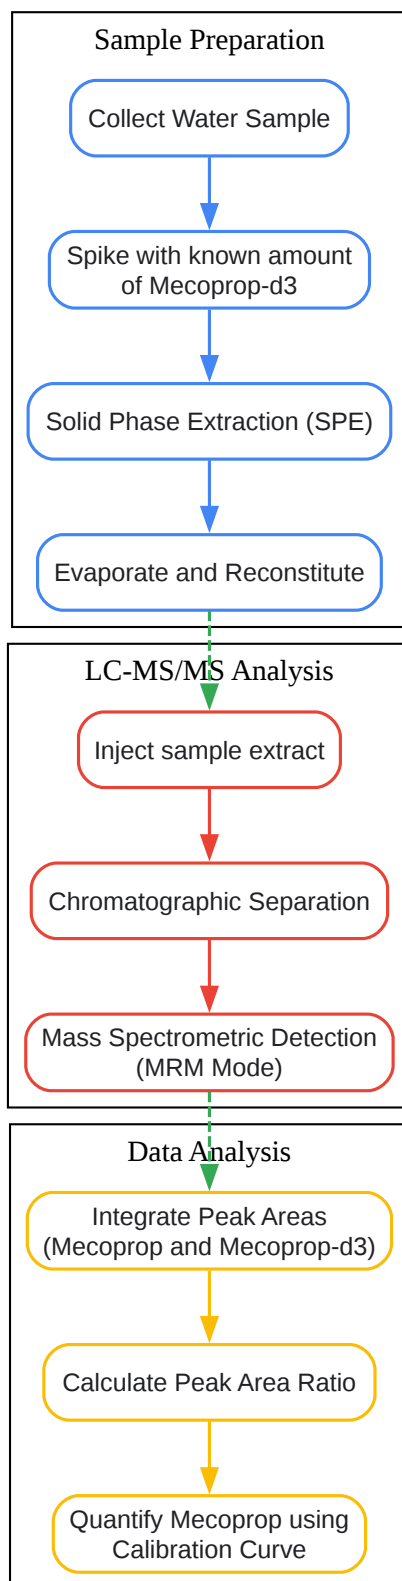 Sample Preparation
Collect Water Sample
Spike with known amount
of Mecoprop-d3
Solid Phase Extraction (SPE)
Evaporate and Reconstitute
LC-MS/MS Analysis
Inject sample extract
Chromatographic Separation
Mass Spectrometric Detection
(MRM Mode)
Data Analysis
Integrate Peak Areas
(Mecoprop and Mecoprop-d3)
Calculate Peak Area Ratio
Quantify Mecoprop using
Calibration Curve